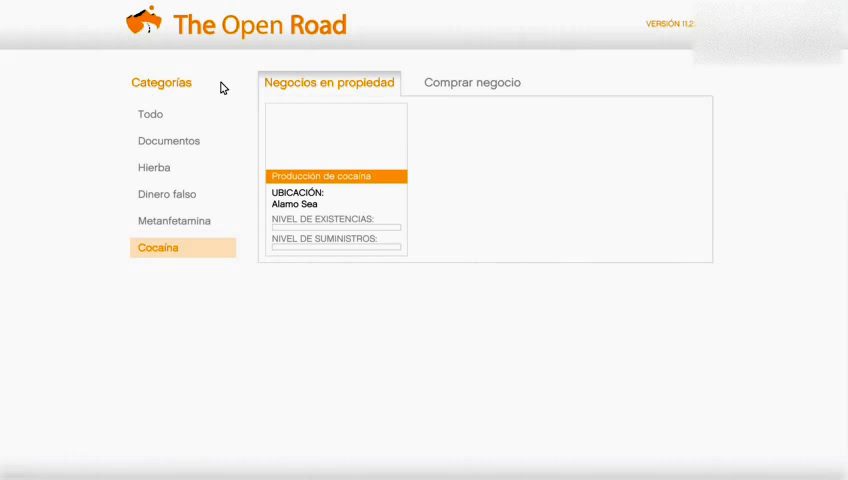 The Open Road
VERSIÓN 11.2
Categorías
Todo
Documentos
Hierba
Dinero falso
Metanfetamina
Cocaína
Negocios en propiedad
Comprar negocio
Producción de cocaína
UBICACIÓN:
Alamo Sea
NIVEL DE EXISTENCIAS:
NIVEL DE SUMINISTROS: